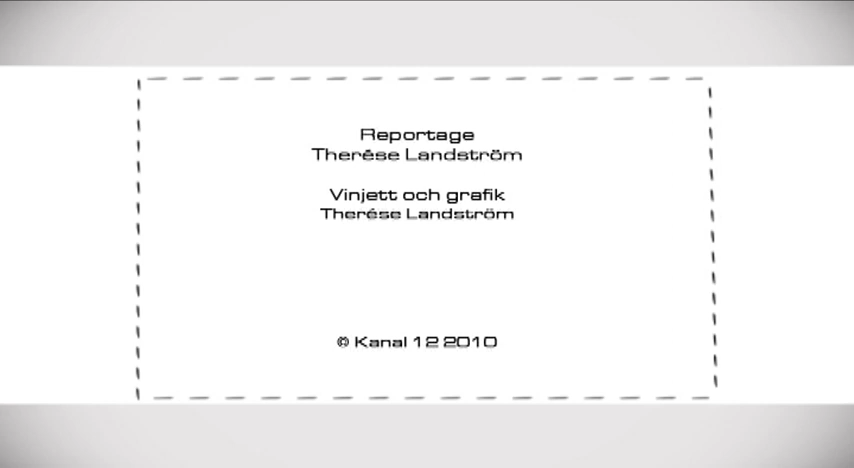 Reportage
Therése Landström
Vinjett och grafik
Therése Landström
© Kanal 12 2010